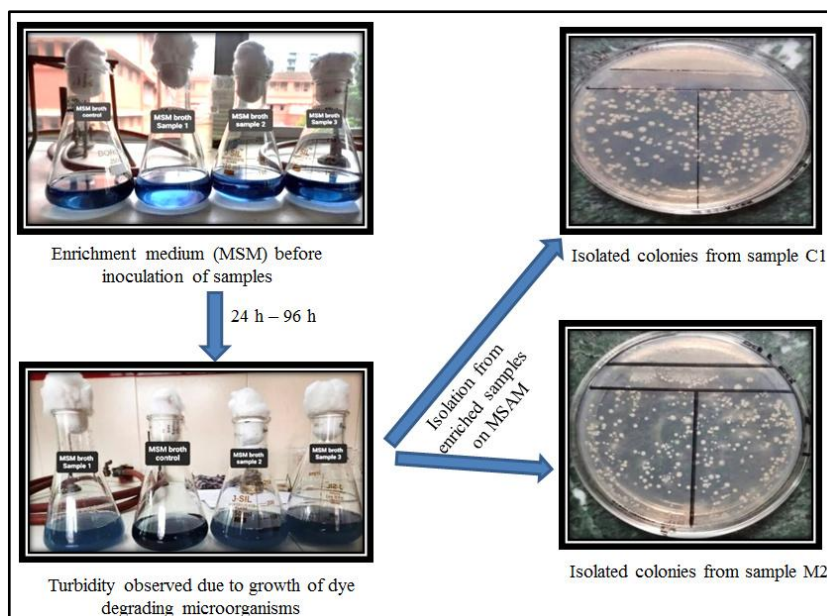 MSM broth
control
MSM broth
Sample 1
MSM broth
sample 2
MSM broth
Sample 3
Enrichment medium (MSM) before
inoculation of samples
24 h – 96 h
MSM broth
Sample 1
MSM broth
control
MSM broth
sample 2
MSM broth
Sample 3
J-SIL
Turbidity observed due to growth of dye
degrading microorganisms
Isolation from
enriched samples
on MSAM
Isolated colonies from sample C1
Isolated colonies from sample M2